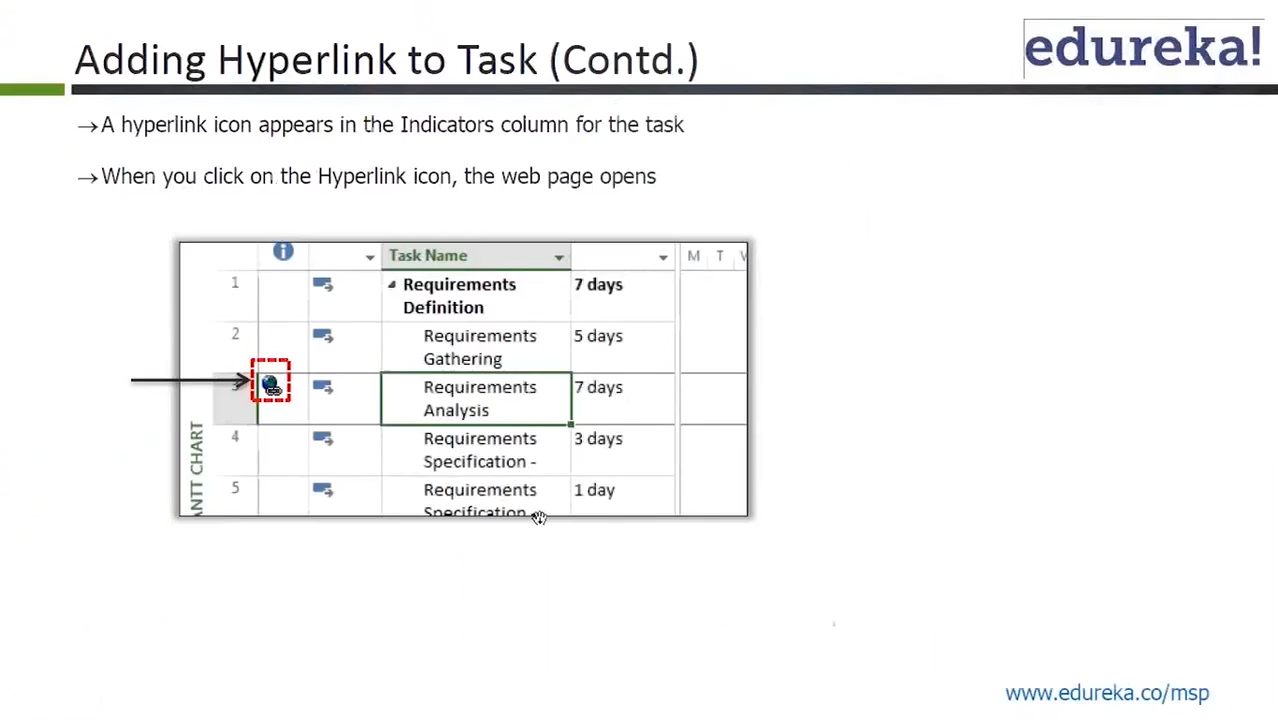 Adding Hyperlink to Task (Contd.)
edureka!
→A hyperlink icon appears in the Indicators column for the task
→When you click on the Hyperlink icon, the web page opens
Task Name
M T
1 Requirements 7 days
Definition
2 Requirements 5 days
Gathering
3 Requirements 7 days
Analysis
4 Requirements 3 days
Specification -
5 Requirements 1 day
Specification
ANTT CHART
www.edureka.co/msp